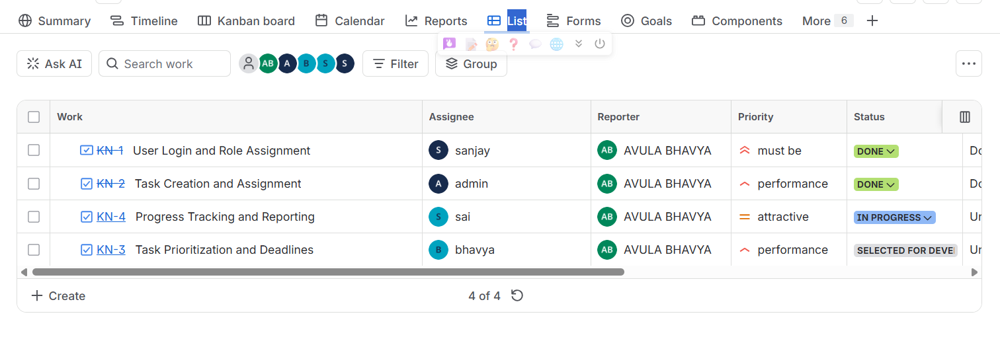 Summary Timeline Kanban board Calendar Reports List Forms Goals Components More 6
Ask AI Search work AB A B S S Filter Group
Work Assignee Reporter Priority Status
KN-1 User Login and Role Assignment S sanjay AB AVULA BHAVYA must be DONE Do
KN-2 Task Creation and Assignment A admin AB AVULA BHAVYA performance DONE Do
KN-4 Progress Tracking and Reporting S sai AB AVULA BHAVYA attractive IN PROGRESS Ur
KN-3 Task Prioritization and Deadlines B bhavya AB AVULA BHAVYA performance SELECTED FOR DEVE Ur
Create 4 of 4